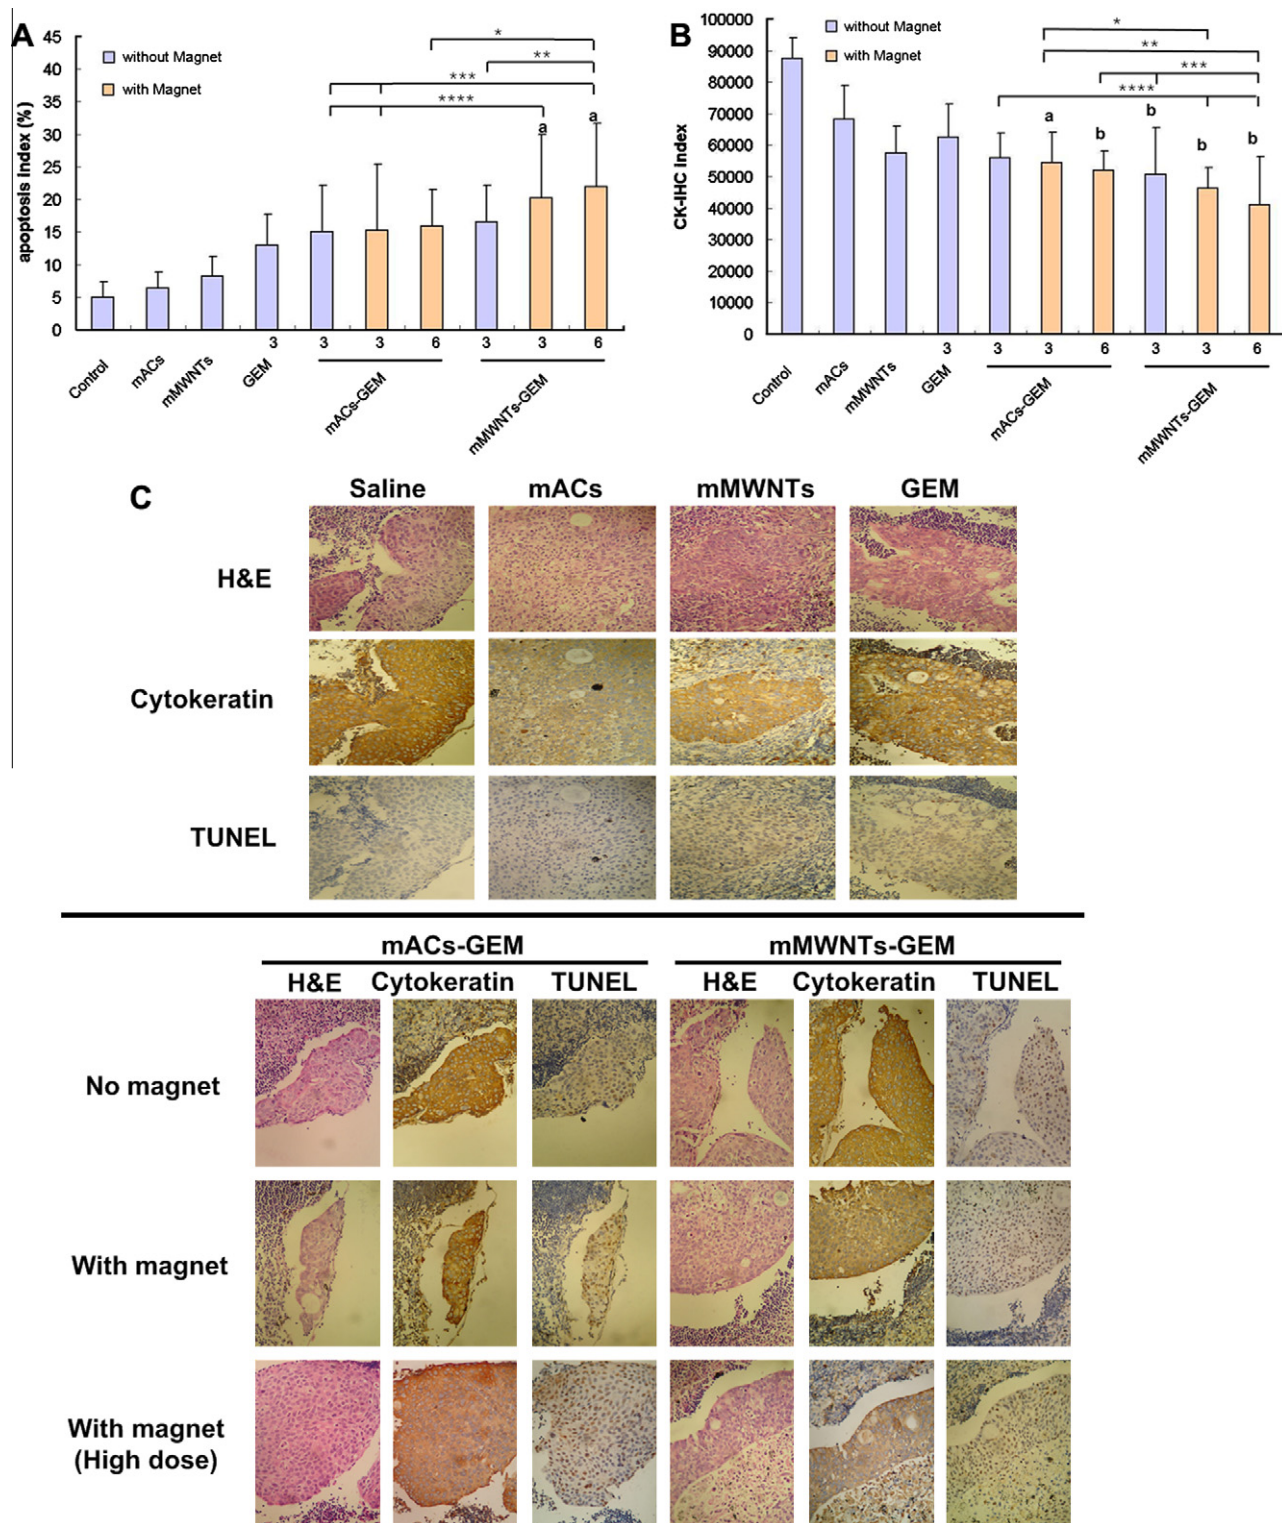 A
45
40
35
30
25
20
15
10
5
0
apoptosis index (%)
without Magnet
with Magnet
*
**
***
****
a
a
3
3
3
6
3
3
6
Control
mACs
mMWNTs
GEM
mACs-GEM
mMWNTs-GEM
B
100000
90000
80000
70000
60000
50000
40000
30000
20000
10000
0
CK-IHC Index
without Magnet
with Magnet
*
**
***
****
a
b
b
b
b
3
3
3
6
3
3
6
Control
mACs
mMWNTs
GEM
mACs-GEM
mMWNTs-GEM
C
Saline mACs mMWNTs GEM
H&E
Cytokeratin
TUNEL
mACs-GEM mMWNTs-GEM
H&E Cytokeratin TUNEL H&E Cytokeratin TUNEL
No magnet
With magnet
With magnet
(High dose)